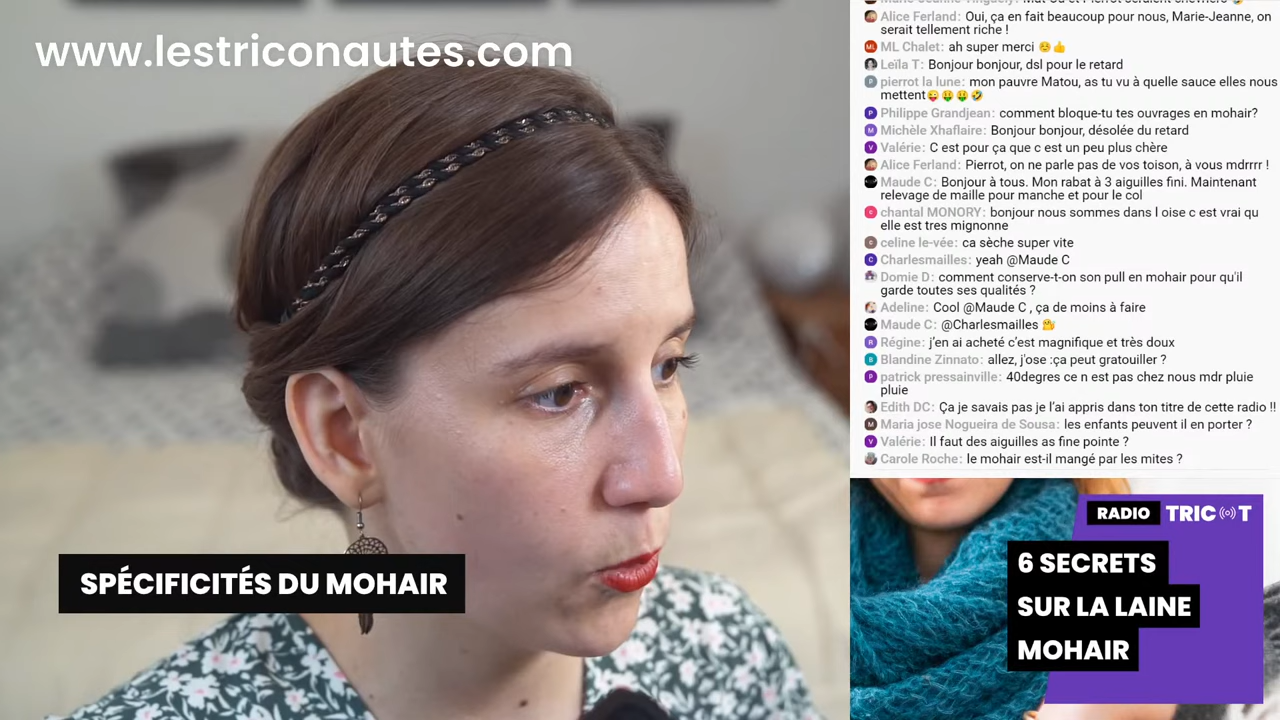 www.lestriconautes.com
SPÉCIFICITÉS DU MOHAIR
Alice Ferland: Oui, ça en fait beaucoup pour nous, Marie-Jeanne, on
serait tellement riche !
ML Chalet: ah super merci ☺️👍
Leïla T: Bonjour bonjour, dsl pour le retard
pierrot la lune: mon pauvre Matou, as tu vu à quelle sauce elles nous
mettent😜🤑🤑🤣
Philippe Grandjean: comment bloque-tu tes ouvrages en mohair?
Michèle Xhaflaire: Bonjour bonjour, désolée du retard
Valérie: C est pour ça que c est un peu plus chère
Alice Ferland: Pierrot, on ne parle pas de vos toison, à vous mdrrrr !
Maude C: Bonjour à tous. Mon rabat à 3 aiguilles fini. Maintenant
relevage de maille pour manche et pour le col
chantal MONORY: bonjour nous sommes dans l oise c est vrai qu
elle est tres mignonne
celine le-vée: ca sèche super vite
Charlesmailles: yeah @Maude C
Domie D: comment conserve-t-on son pull en mohair pour qu'il
garde toutes ses qualités ?
Adeline: Cool @Maude C , ça de moins à faire
Maude C: @Charlesmailles 🤗
Régine: j'en ai acheté c'est magnifique et très doux
Blandine Zinnato: allez, j'ose :ça peut gratouiller ?
patrick pressainville: 40degres ce n est pas chez nous mdr pluie
pluie
Edith DC: Ça je savais pas je l'ai appris dans ton titre de cette radio !!
Maria jose Nogueira de Sousa: les enfants peuvent il en porter ?
Valérie: Il faut des aiguilles as fine pointe ?
Carole Roche: le mohair est-il mangé par les mites ?
RADIO TRICOT
6 SECRETS
SUR LA LAINE
MOHAIR